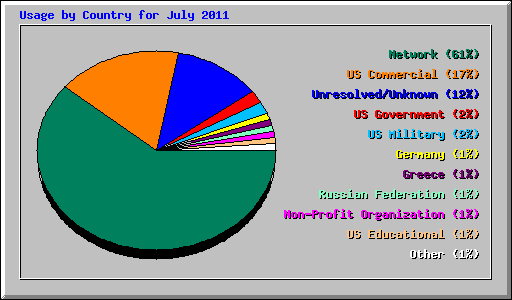 Usage by Country for July 2011
Network (61%)
US Commercial (17%)
Unresolved/Unknown (12%)
US Government (2%)
US Military (2%)
Germany (1%)
Greece (1%)
Russian Federation (1%)
Non-Profit Organization (1%)
US Educational (1%)
Other (1%)